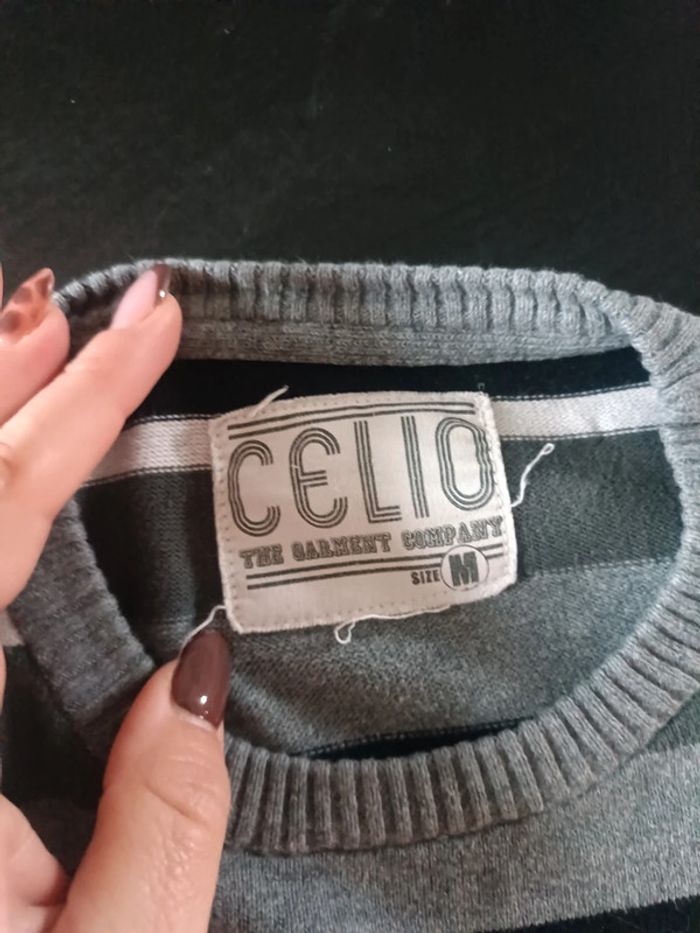 CELIO
THE GARMENT COMPANY
SIZE M